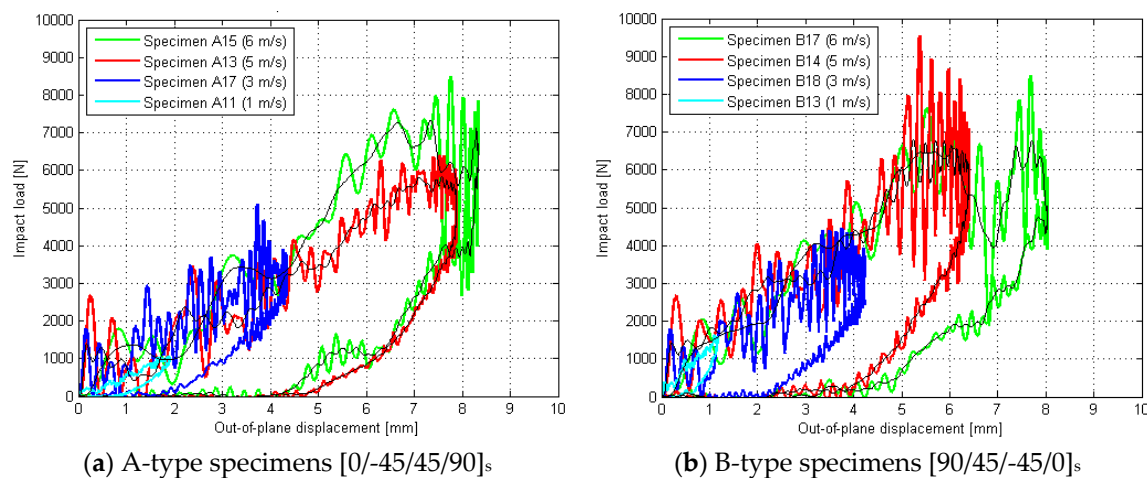 Specimen A15 (6 m/s)
Specimen A13 (5 m/s)
Specimen A17 (3 m/s)
Specimen A11 (1 m/s)
Impact load [N]
10000
9000
8000
7000
6000
5000
4000
3000
2000
1000
0
0 1 2 3 4 5 6 7 8 9 10
Out-of-plane displacement [mm]
(a) A-type specimens [0/-45/45/90]s
Specimen B17 (6 m/s)
Specimen B14 (5 m/s)
Specimen B18 (3 m/s)
Specimen B13 (1 m/s)
Impact load [N]
10000
9000
8000
7000
6000
5000
4000
3000
2000
1000
0
0 1 2 3 4 5 6 7 8 9 10
Out-of-plane displacement [mm]
(b) B-type specimens [90/45/-45/0]s